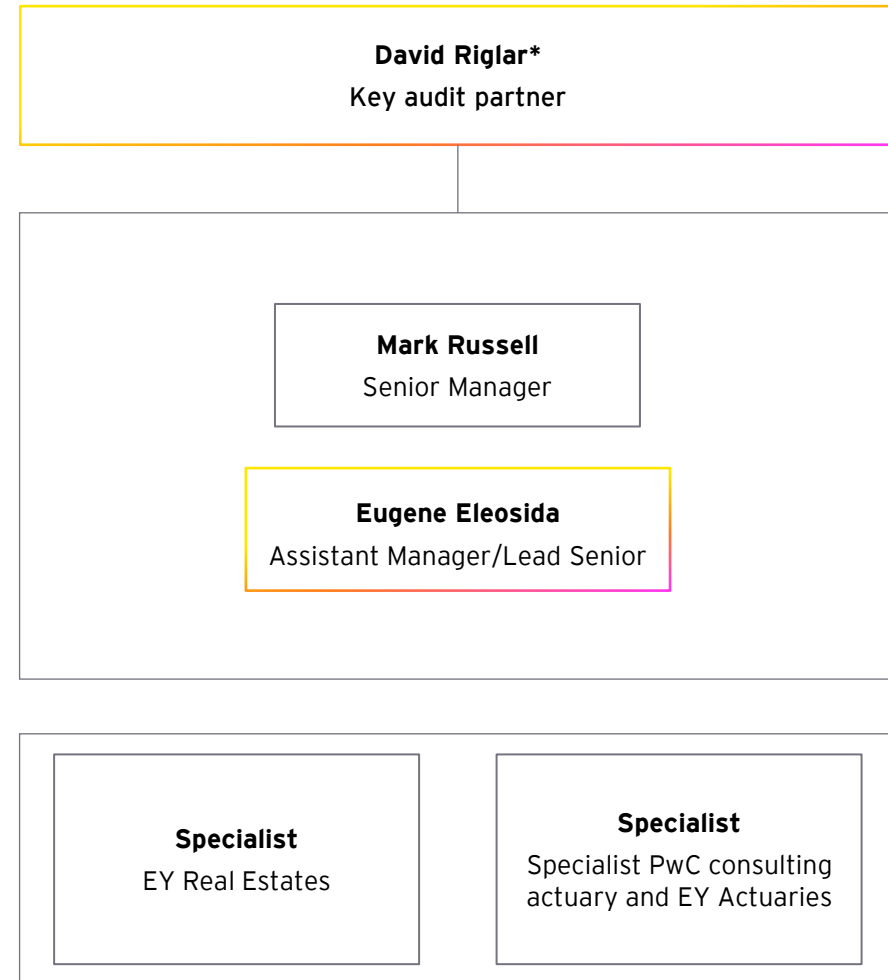 David Riglar*
Key audit partner
Mark Russell
Senior Manager
Eugene Eleosida
Assistant Manager/Lead Senior
Specialist
EY Real Estates
Specialist
Specialist PwC consulting
actuary and EY Actuaries